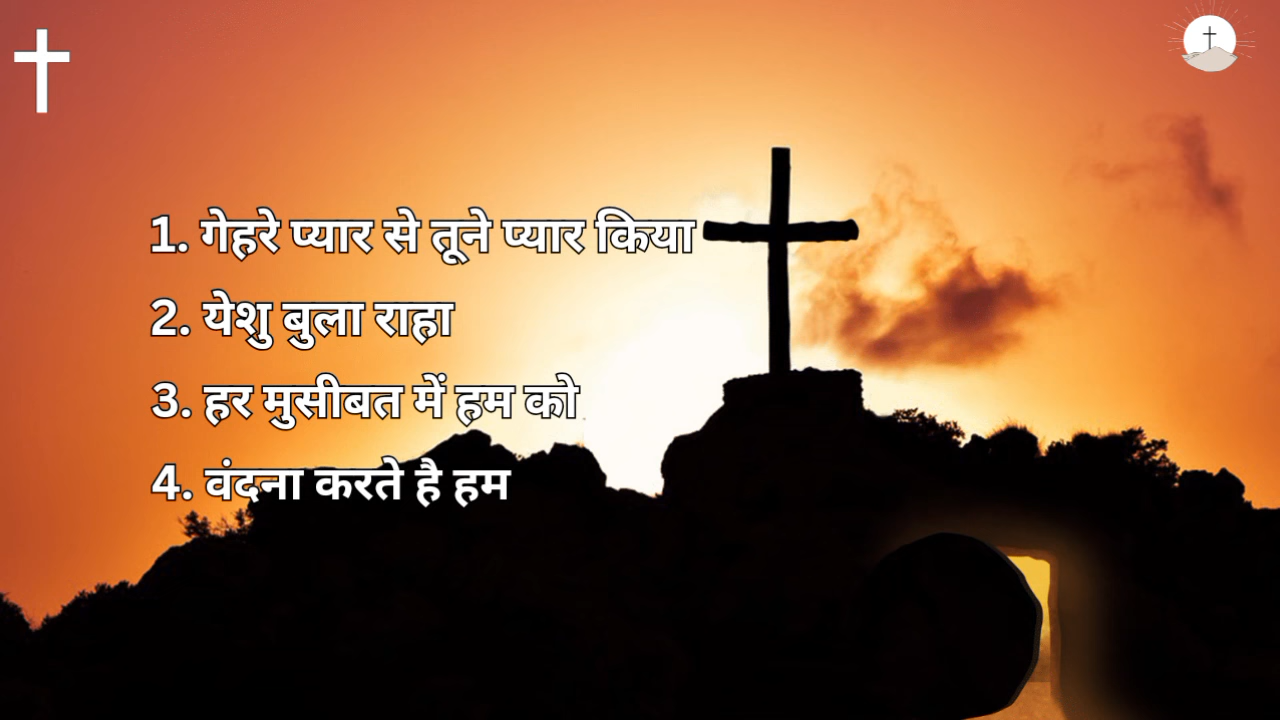 1. गेहरे प्यार से तूने प्यार किया
2. येशु बुला राहा
3. हर मुसीबत में हम को
4. वंदना करते है हम